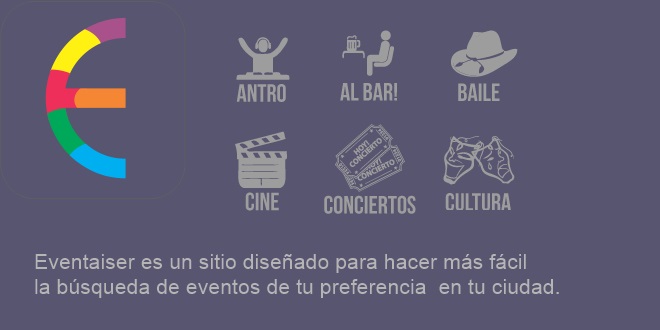 ANTRO
AL BAR!
BAILE
HOY!
CONCIERTO
HOY!
CONCIERTO
CINE
CONCIERTOS
CULTURA
Eventaiser es un sitio diseñado para hacer más fácil
la búsqueda de eventos de tu preferencia en tu ciudad.